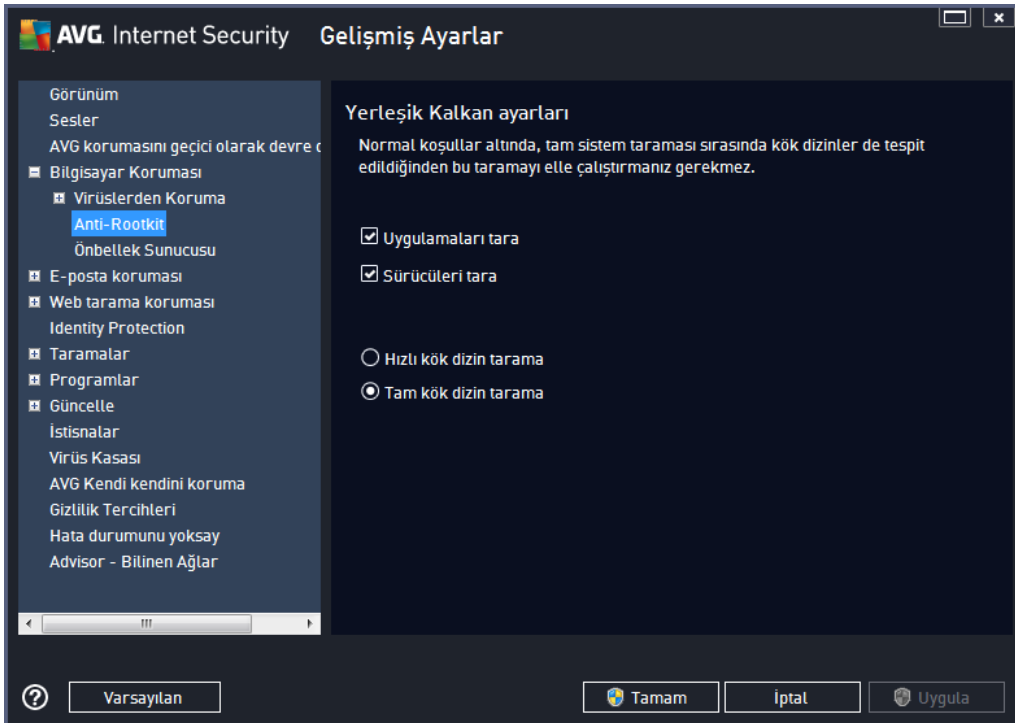 AVG. Internet Security Gelişmiş Ayarlar
Görünüm
Sesler
AVG korumasını geçici olarak devre
Bilgisayar Koruması
Virüslerden Koruma
Anti-Rootkit
Önbellek Sunucusu
E-posta koruması
Web tarama koruması
Identity Protection
Taramalar
Programlar
Güncelle
İstisnalar
Virüs Kasası
AVG Kendi kendini koruma
Gizlilik Tercihleri
Hata durumunu yoksay
Advisor - Bilinen Ağlar
Yerleşik Kalkan ayarları
Normal koşullar altında, tam sistem taraması sırasında kök dizinler de tespit
edildiğinden bu taramayı elle çalıştırmanız gerekmez.
Uygulamaları tara
Sürücüleri tara
Hızlı kök dizin tarama
Tam kök dizin tarama
Varsayılan
Tamam
İptal
Uygula